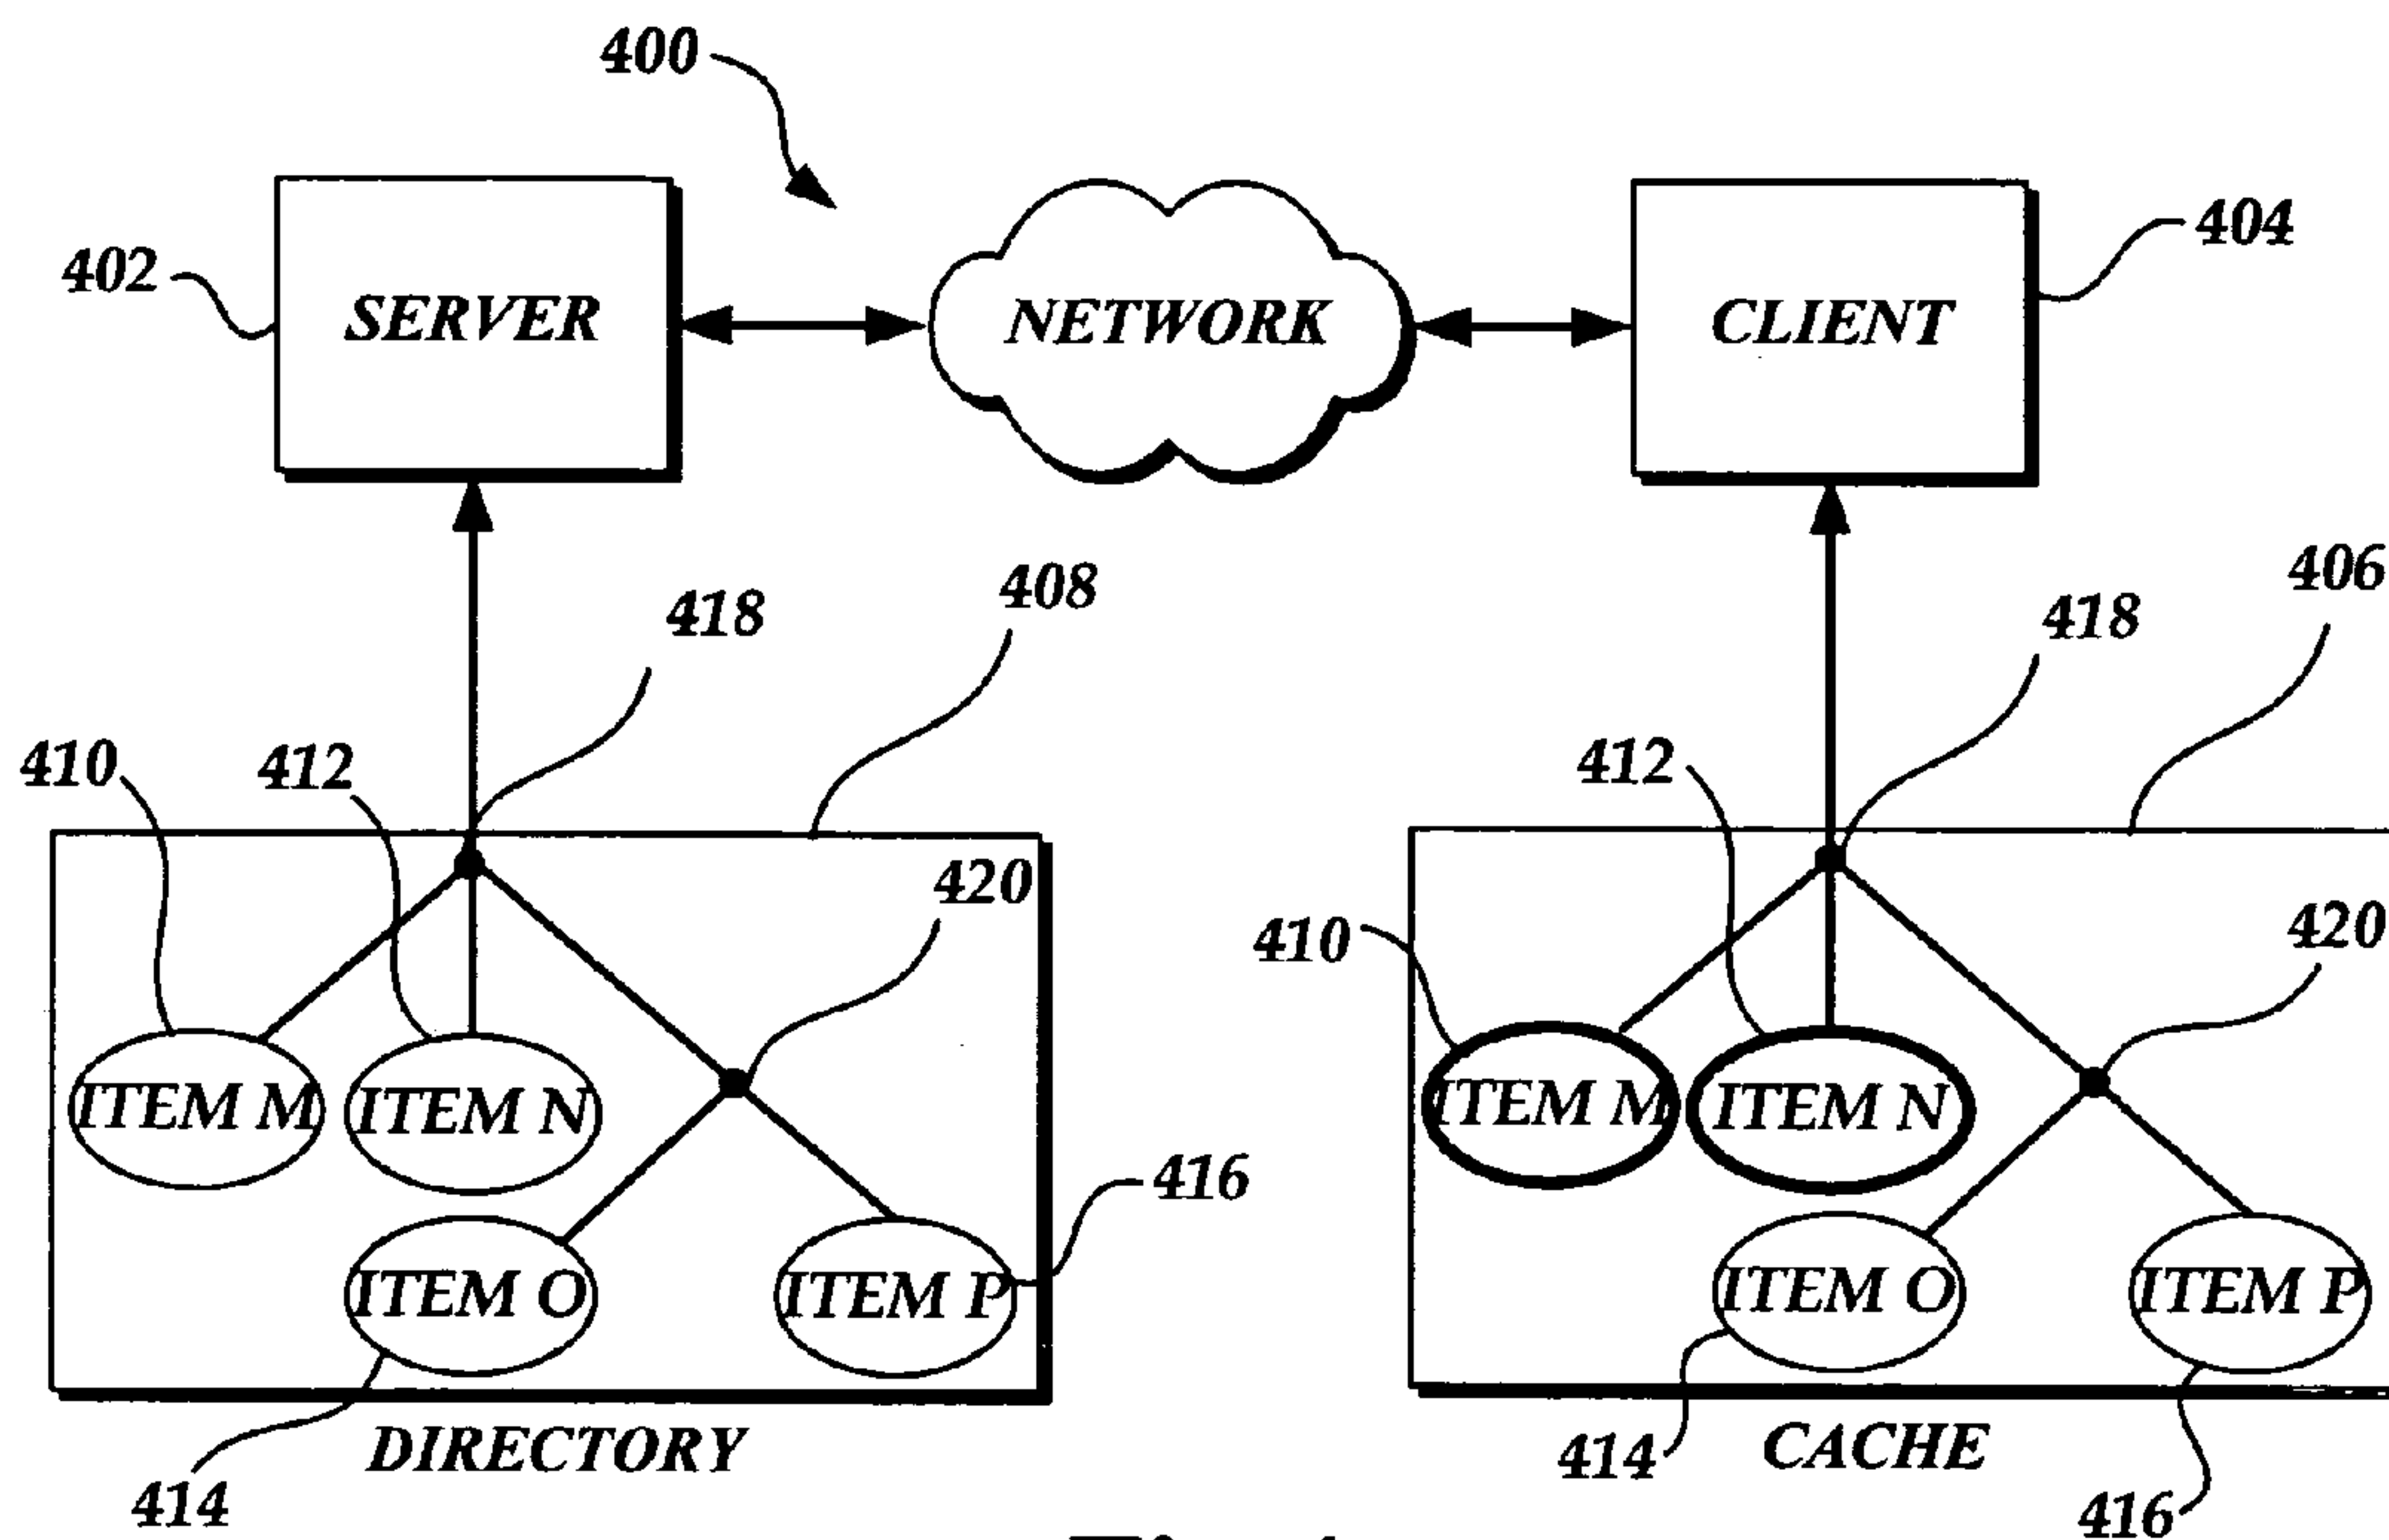 400
402
SERVER
NETWORK
CLIENT
404
418
408
418
406
410
412
412
420
410
420
ITEM M
ITEM N
ITEM M
ITEM N
416
ITEM O
ITEM P
ITEM O
ITEM P
DIRECTORY
CACHE
414
414
416